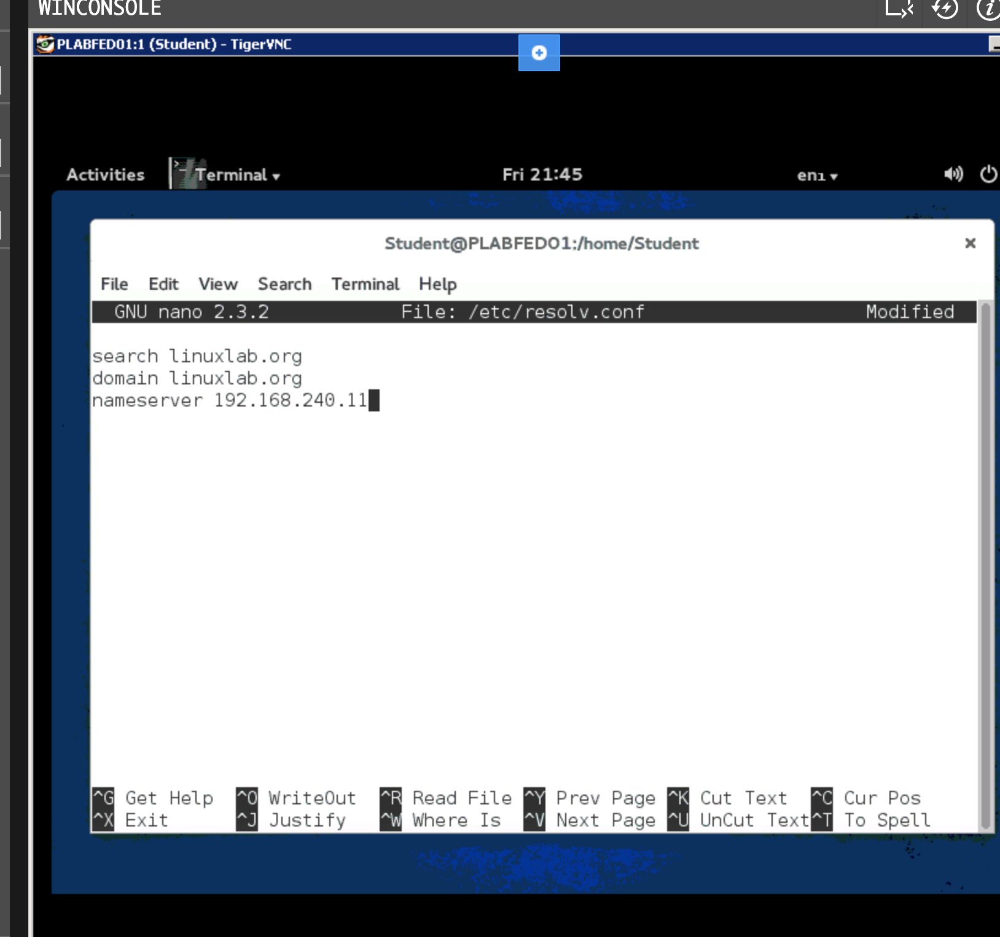 WINCONSOLE
PLABFED01:1 (Student) - TigerVNC
Activities Terminal Fri 21:45 en1
Student@PLABFED01:/home/Student
File Edit View Search Terminal Help
GNU nano 2.3.2 File: /etc/resolv.conf Modified
search linuxlab.org
domain linuxlab.org
nameserver 192.168.240.11
^G Get Help ^O WriteOut ^R Read File ^Y Prev Page ^K Cut Text ^C Cur Pos
^X Exit ^J Justify ^W Where Is ^V Next Page ^U UnCut Text ^T To Spell